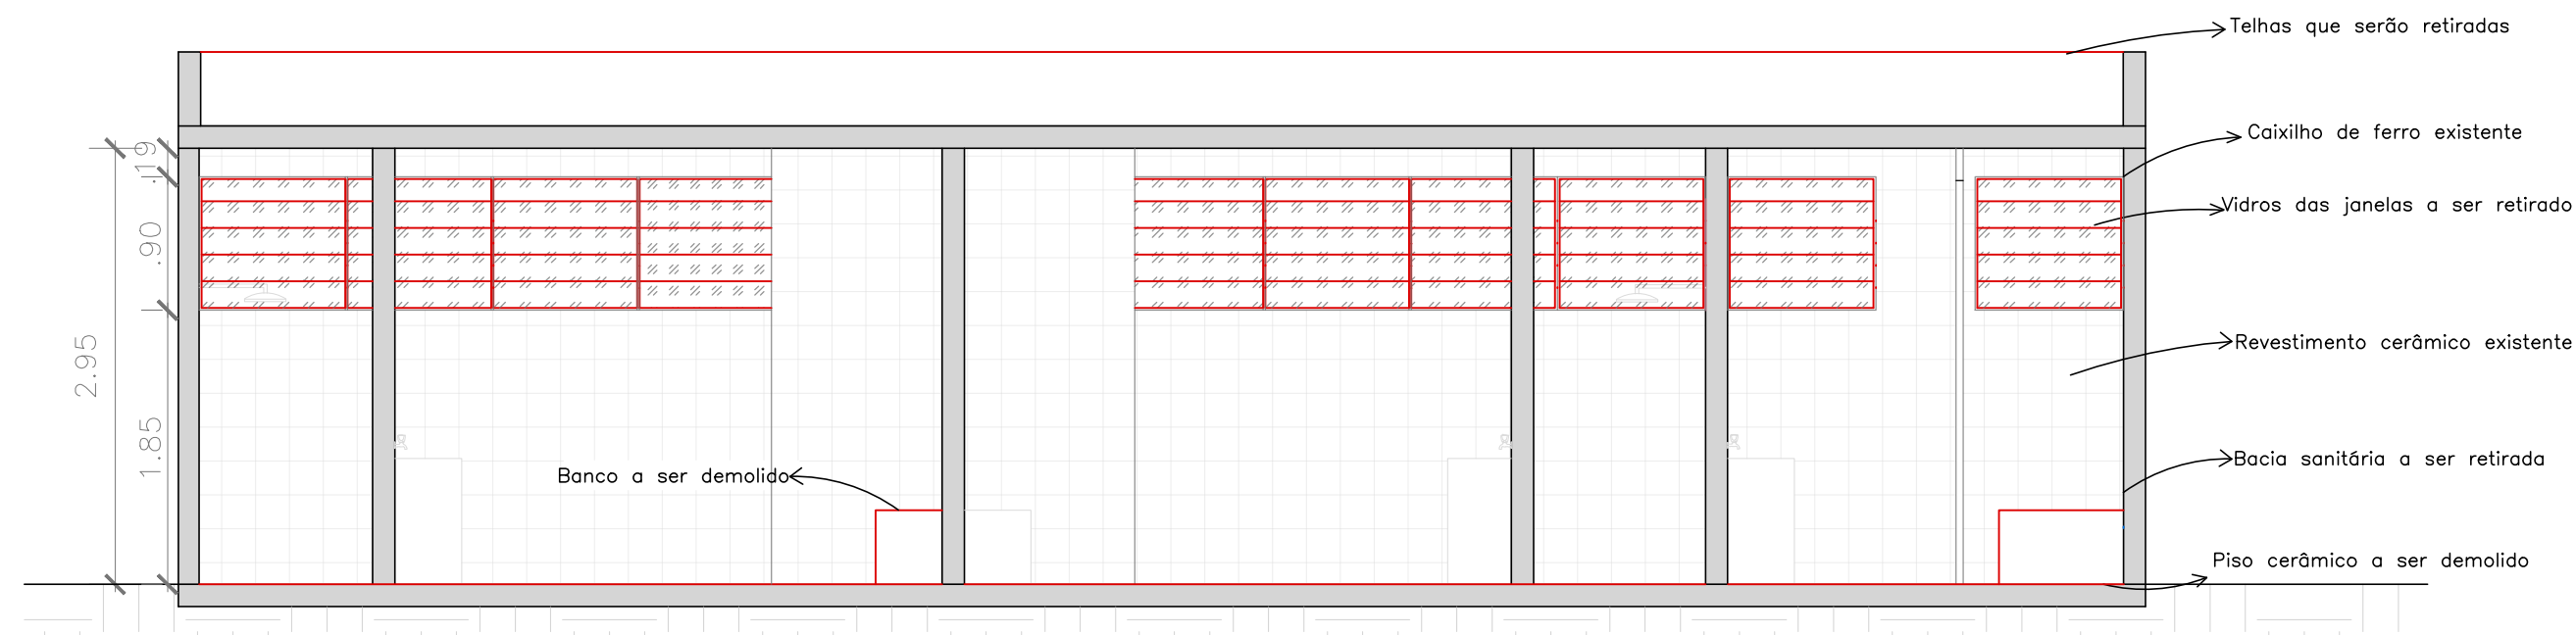 Telhas que serão retiradas
Caixilho de ferro existente
.19
Vidros das janelas a ser retirado
.90
Revestimento cerâmico existente
2.95
1.85
Bacia sanitária a ser retirada
Banco a ser demolido
Piso cerâmico a ser demolido